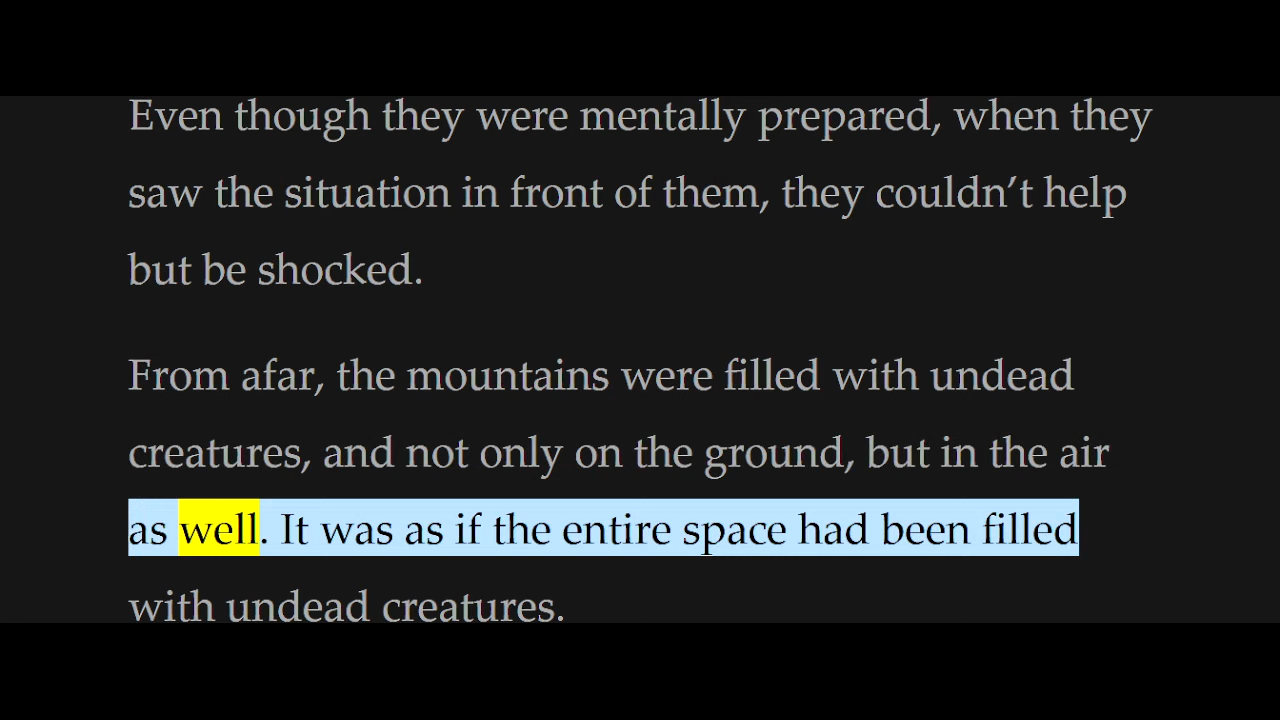 Even though they were mentally prepared, when they
saw the situation in front of them, they couldn’t help
but be shocked.
From afar, the mountains were filled with undead
creatures, and not only on the ground, but in the air
as well. It was as if the entire space had been filled
with undead creatures.